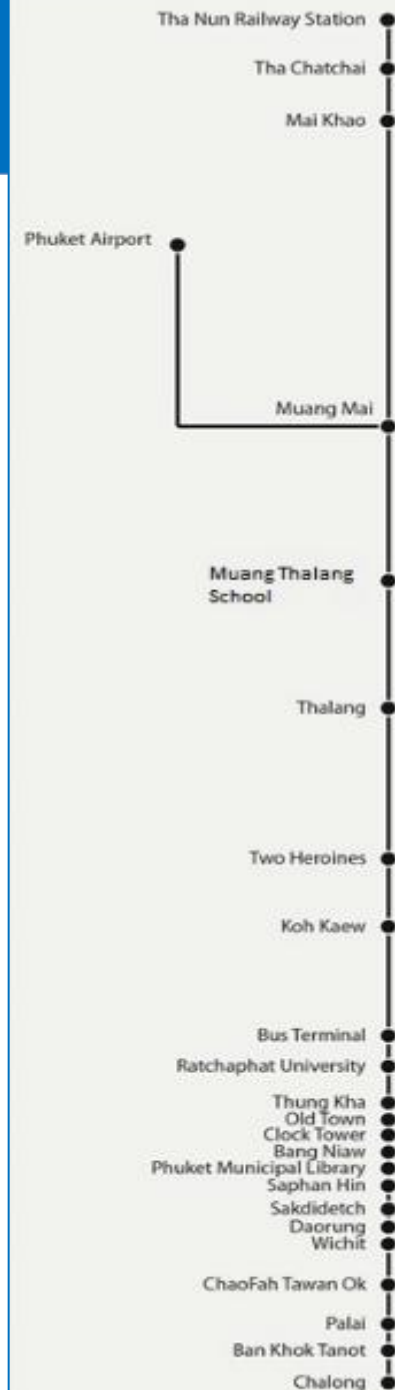 Tha Nun Railway Station
Tha Chatchai
Mai Khao
Phuket Airport
Muang Mai
Muang Thalang
School
Thalang
Two Heroines
Koh Kaew
Bus Terminal
Ratchaphat University
Thung Kha
Old Town
Clock Tower
Bang Niaw
Phuket Municipal Library
Saphan Hin
Sakdidetch
Daorung
Wichit
ChaoFah Tawan Ok
Palai
Ban Khok Tanot
Chalong